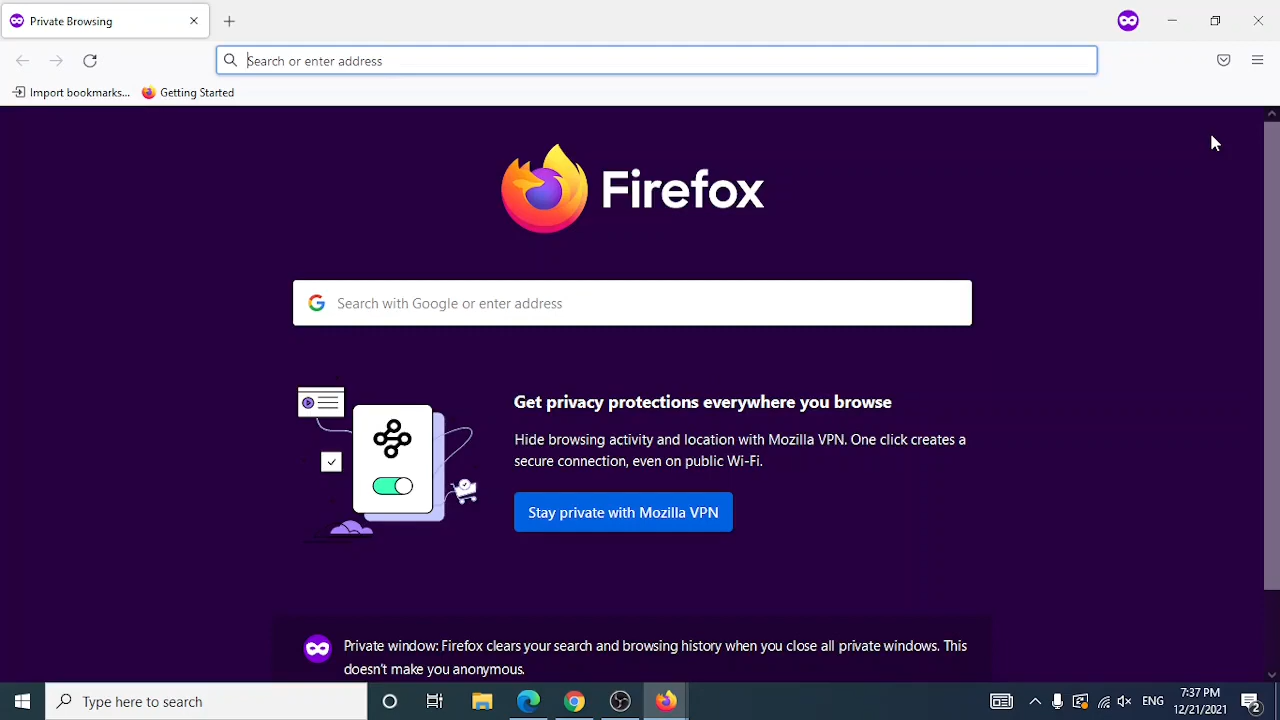 Private Browsing
Search or enter address
Import bookmarks...
Getting Started
Firefox
Search with Google or enter address
Get privacy protections everywhere you browse
Hide browsing activity and location with Mozilla VPN. One click creates a
secure connection, even on public Wi-Fi.
Stay private with Mozilla VPN
Private window: Firefox clears your search and browsing history when you close all private windows. This
doesn't make you anonymous.
Type here to search
ENG
7:37 PM
12/21/2021
2